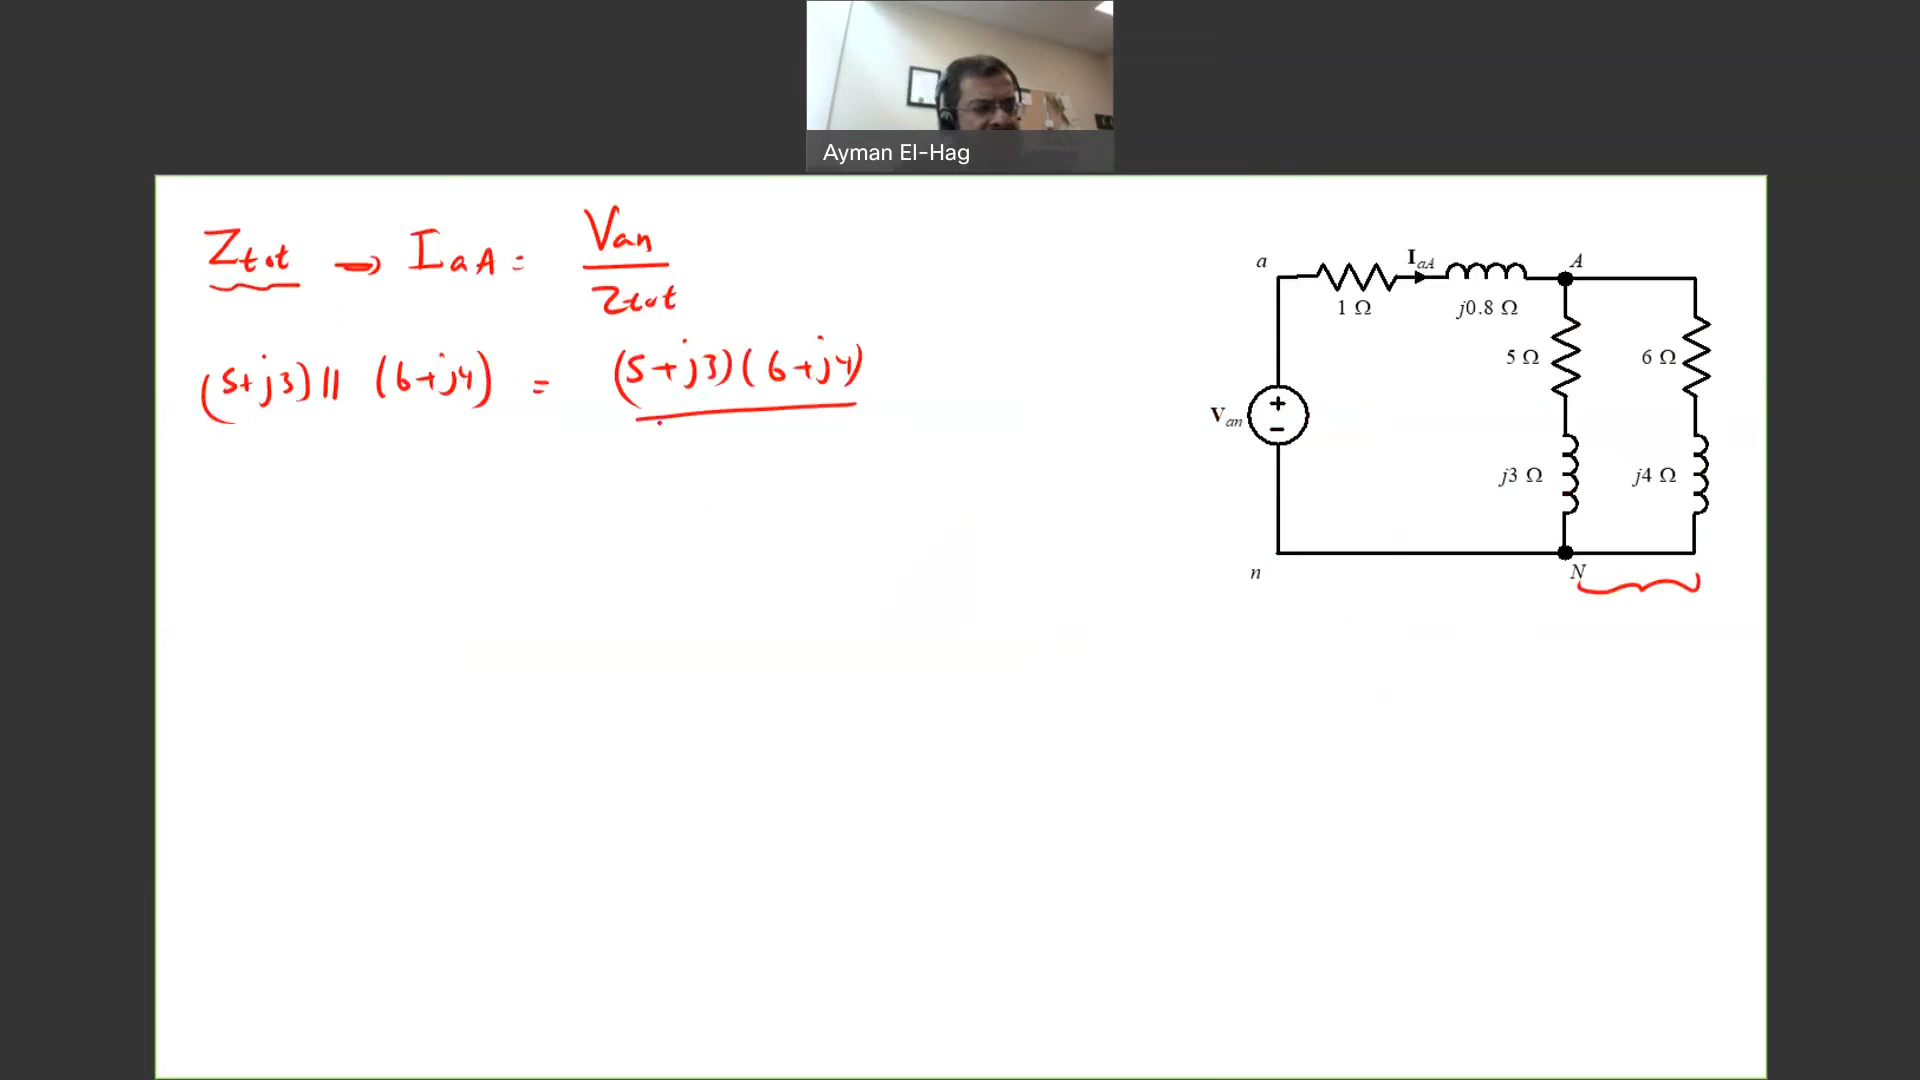 Ayman El-Hag
Ztot → IaA = Van / Ztot
(5+j3) || (6+j4) = (5+j3)(6+j4)
a
IaA
A
1 Ω
j0.8 Ω
5 Ω
6 Ω
Van
+
−
j3 Ω
j4 Ω
n
N